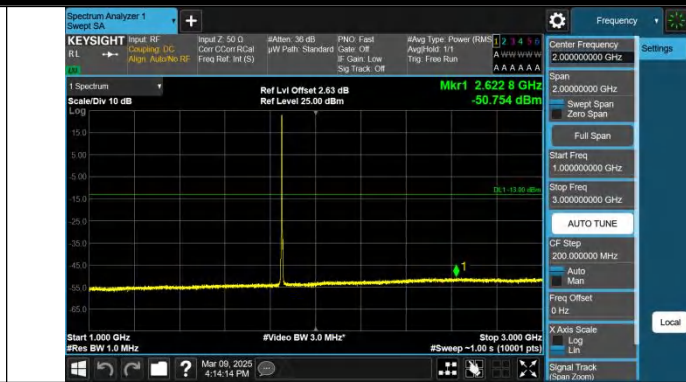 Spectrum Analyzer 1
Swept SA
Frequency
KEYSIGHT
RL
LNI
Input: RF
Coupling: DC
Align: Auto/No RF
Input Z: 50 Ω
Corr CCorr RCal
Freq Ref: Int (S)
#Atten: 36 dB
µW Path: Standard
PNO: Fast
Gate: Off
IF Gain: Low
Sig Track: Off
#Avg Type: Power (RMS
Avg|Hold: 1/1
Trig: Free Run
1 2 3 4 5 6
A W W W W W
A A A A A A
1 Spectrum
Scale/Div 10 dB
Ref Lvl Offset 2.63 dB
Ref Level 25.00 dBm
Mkr1 2.622 8 GHz
-50.754 dBm
Log
15.0
5.00
-5.00
-15.0
-25.0
-35.0
-45.0
-55.0
-65.0
DL1 -13.00 dBm
1
Start 1.000 GHz
#Res BW 1.0 MHz
#Video BW 3.0 MHz*
Stop 3.000 GHz
#Sweep ~1.00 s (10001 pts)
Mar 09, 2025
4:14:14 PM
Center Frequency
2.000000000 GHz
Span
2.00000000 GHz
Swept Span
Zero Span
Full Span
Start Freq
1.000000000 GHz
Stop Freq
3.000000000 GHz
AUTO TUNE
CF Step
200.000000 MHz
Auto
Man
Freq Offset
0 Hz
X Axis Scale
Log
Lin
Signal Track
(Span Zoom)
Settings
Local